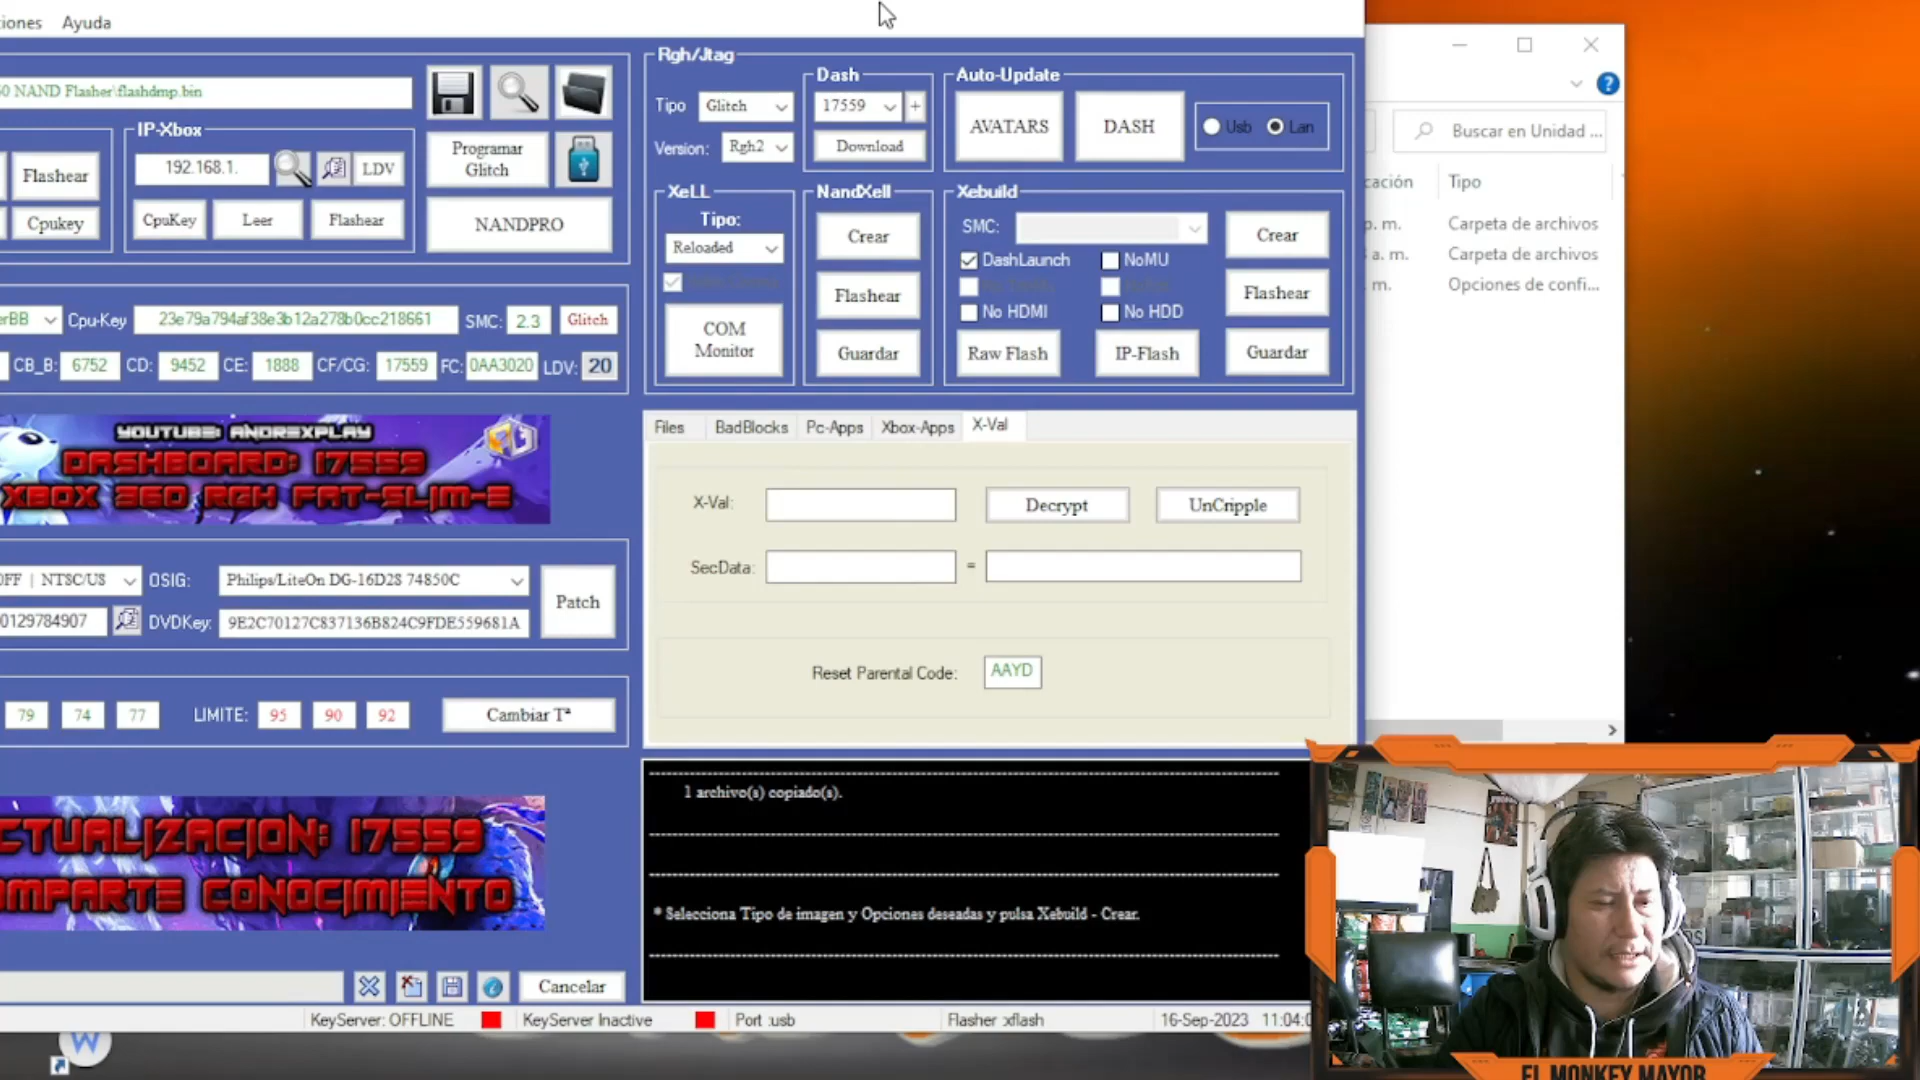 iones Ayuda
0 NAND Flasher\flashdmp.bin
IP-Xbox
192.168.1.
LDV
Flashear
Cpukey
CpuKey
Leer
Flashear
Programar
Glitch
NANDPRO
Rgh/Jtag
Tipo
Glitch
Version:
Rgh2
Dash
17559
+
Download
Auto-Update
AVATARS
DASH
Usb
Lan
XeLL
Tipo:
Reloaded
COM
Monitor
NandXell
Crear
Flashear
Guardar
Xebuild
SMC:
DashLaunch
NoMU
No HDMI
No HDD
Raw Flash
IP-Flash
Crear
Flashear
Guardar
erBB
Cpu-Key
23e79a794af38e3b12a278b0cc218661
SMC:
2.3
Glitch
CB_B:
6752
CD:
9452
CE:
1888
CF/CG:
17559
FC:
0AA3020
LDV:
20
YOUTUBE: ANDREXPLAY
DASHBOARD: 17559
XBOX 360 RGH FAT-SLIM-E
Files
BadBlocks
Pc-Apps
Xbox-Apps
X-Val
X-Val:
Decrypt
UnCripple
SecData:
=
Reset Parental Code:
AAYD
OFF | NTSC/US
OSIG:
Philips/LiteOn DG-16D2S 74850C
Patch
0129784907
DVDKey:
9E2C70127C837136B824C9FDE559681A
79
74
77
LIMITE:
95
90
92
Cambiar Tª
CTUALIZACION: 17559
OMPARTE CONOCIMIENTO
1 archivo(s) copiado(s).
* Selecciona Tipo de imagen y Opciones deseadas y pulsa Xebuild - Crear.
Cancelar
KeyServer: OFFLINE
KeyServer Inactive
Port :usb
Flasher :xflash
16-Sep-2023
11:04:0
?
Buscar en Unidad ...
cación
Tipo
p. m.
Carpeta de archivos
a. m.
Carpeta de archivos
m.
Opciones de confi...
W
EL MONKEY MAYOR